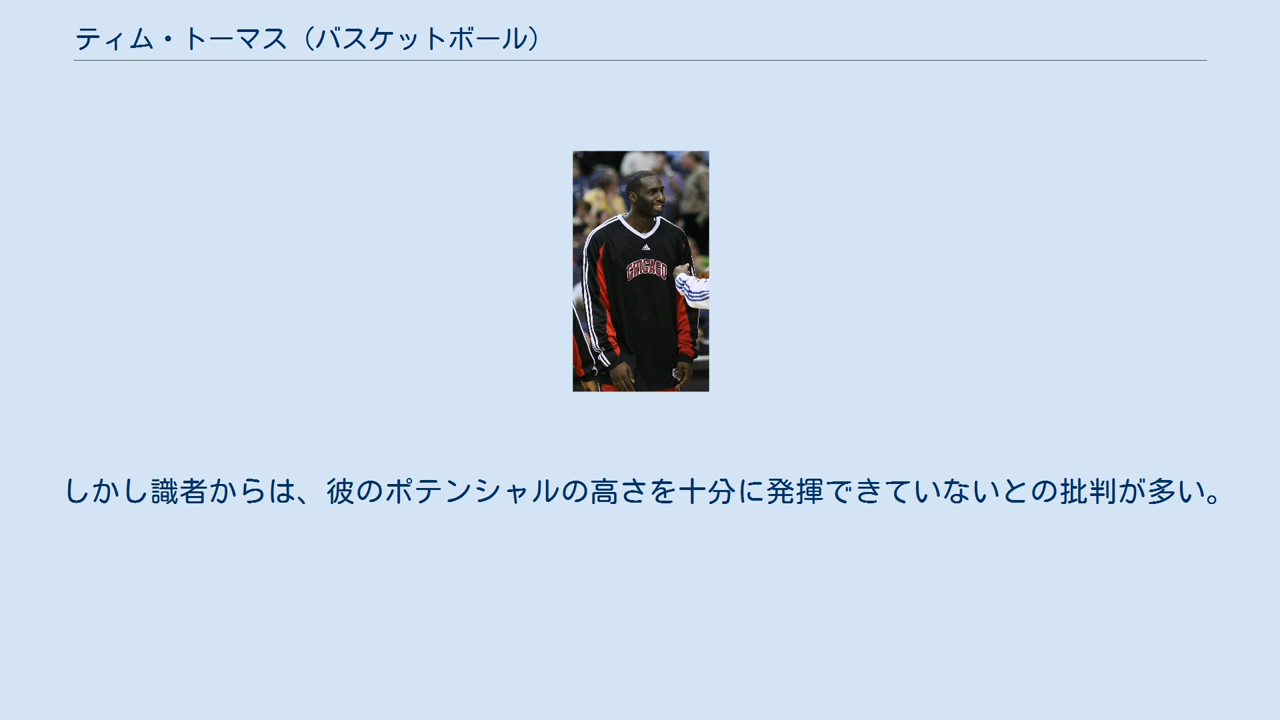 ティム・トーマス（バスケットボール）
CHICAGO
しかし識者からは、彼のポテンシャルの高さを十分に発揮できていないとの批判が多い。